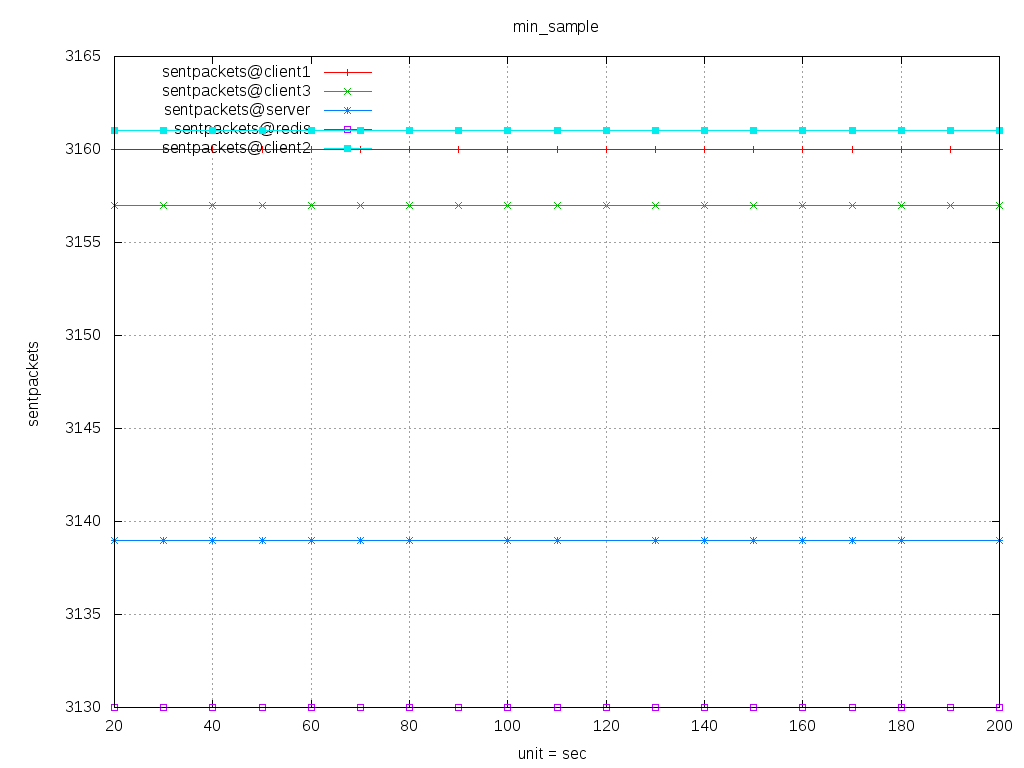 min_sample
3165
sentpackets@client1
sentpackets@client3
sentpackets@server
sentpackets@redis
sentpackets@client2
3160
3155
3150
3145
3140
3135
3130
sentpackets
20 40 60 80 100 120 140 160 180 200
unit = sec